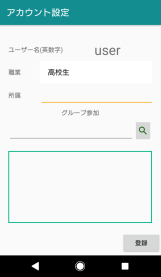 アカウント設定
ユーザー名(英数字) user
職業 高校生
所属
グループ参加
登録